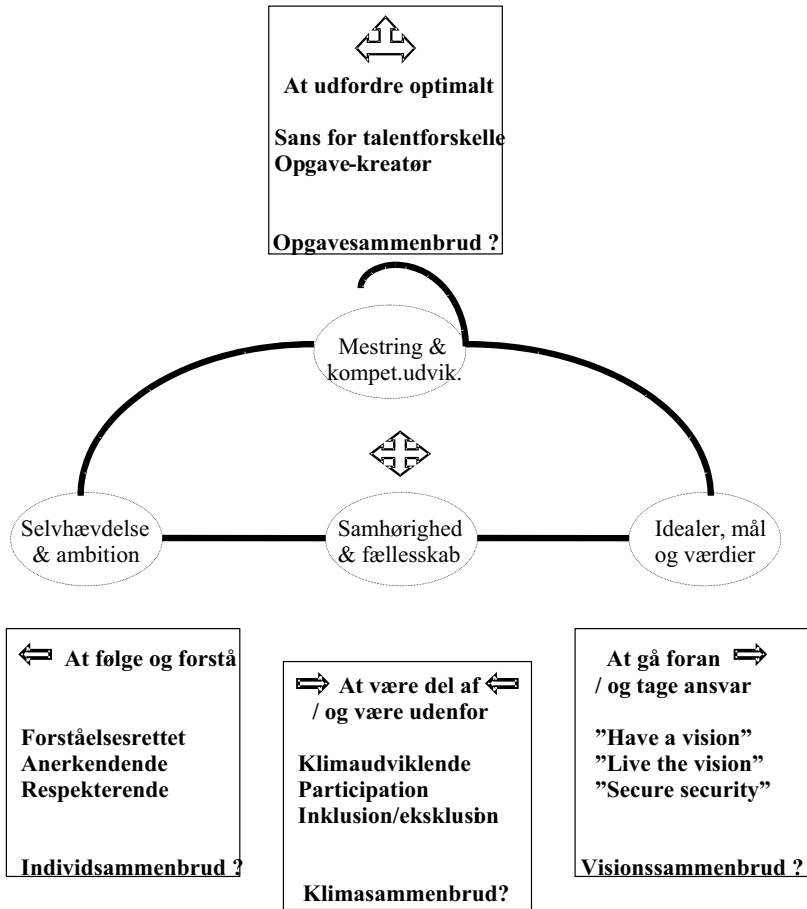 At udfordre optimalt
Sans for talentforskelle
Opgave-kreatør
Opgavesammenbrud ?
Mestring &
kompet.udvik.
Selvhævdelse
& ambition
Samhørighed
& fællesskab
Idealer, mål
og værdier
At følge og forstå
Forståelsesrettet
Anerkendende
Respekterende
Individsammenbrud ?
At være del af
/ og være udenfor
Klimaudviklende
Participation
Inklusion/eksklusion
Klimasammenbrud?
At gå foran
/ og tage ansvar
”Have a vision”
”Live the vision”
”Secure security”
Visionssammenbrud ?